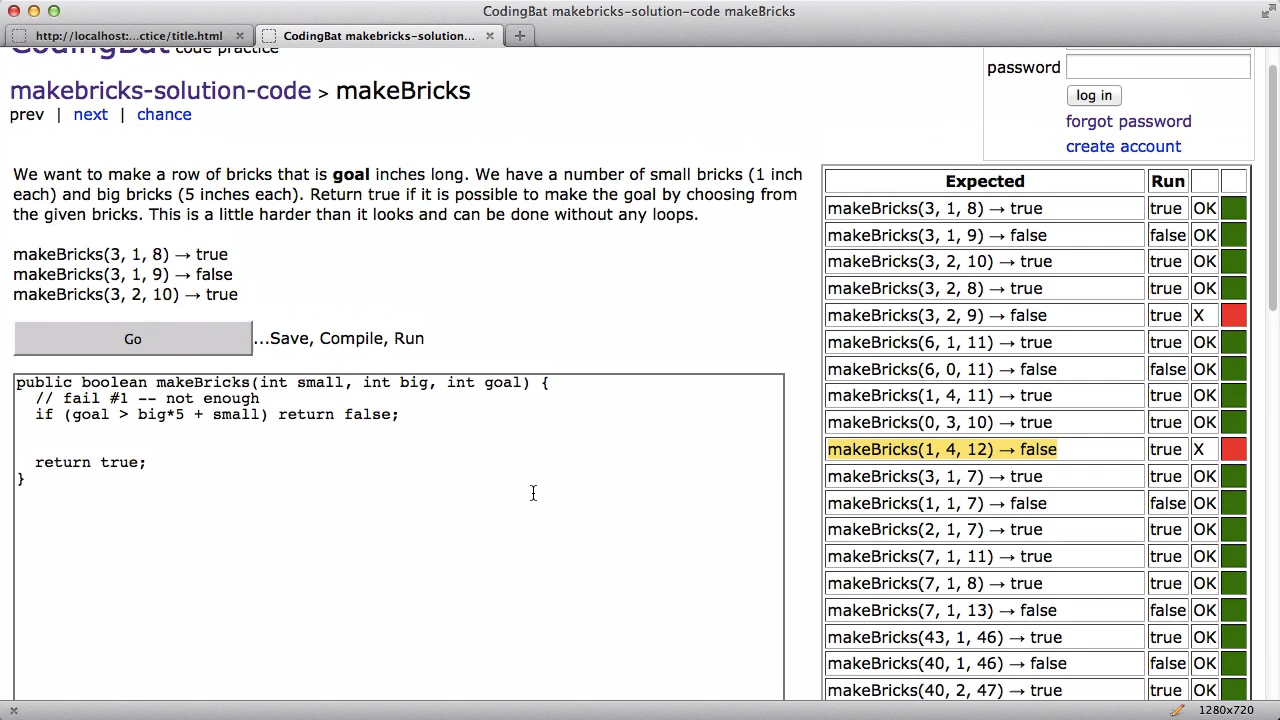 CodingBat makebricks-solution-code makeBricks
http://localhost:...ctice/title.html
CodingBat makebricks-solution...
CodingBat code practice
makebricks-solution-code > makeBricks
prev | next | chance
password
log in
forgot password
create account
We want to make a row of bricks that is goal inches long. We have a number of small bricks (1 inch
each) and big bricks (5 inches each). Return true if it is possible to make the goal by choosing from
the given bricks. This is a little harder than it looks and can be done without any loops.
makeBricks(3, 1, 8) → true
makeBricks(3, 1, 9) → false
makeBricks(3, 2, 10) → true
Go ...Save, Compile, Run
public boolean makeBricks(int small, int big, int goal) {
// fail #1 -- not enough
if (goal > big*5 + small) return false;
return true;
}
Expected Run
makeBricks(3, 1, 8) → true true OK
makeBricks(3, 1, 9) → false false OK
makeBricks(3, 2, 10) → true true OK
makeBricks(3, 2, 8) → true true OK
makeBricks(3, 2, 9) → false true X
makeBricks(6, 1, 11) → true true OK
makeBricks(6, 0, 11) → false false OK
makeBricks(1, 4, 11) → true true OK
makeBricks(0, 3, 10) → true true OK
makeBricks(1, 4, 12) → false true X
makeBricks(3, 1, 7) → true true OK
makeBricks(1, 1, 7) → false false OK
makeBricks(2, 1, 7) → true true OK
makeBricks(7, 1, 11) → true true OK
makeBricks(7, 1, 8) → true true OK
makeBricks(7, 1, 13) → false false OK
makeBricks(43, 1, 46) → true true OK
makeBricks(40, 1, 46) → false false OK
makeBricks(40, 2, 47) → true true OK
1280x720